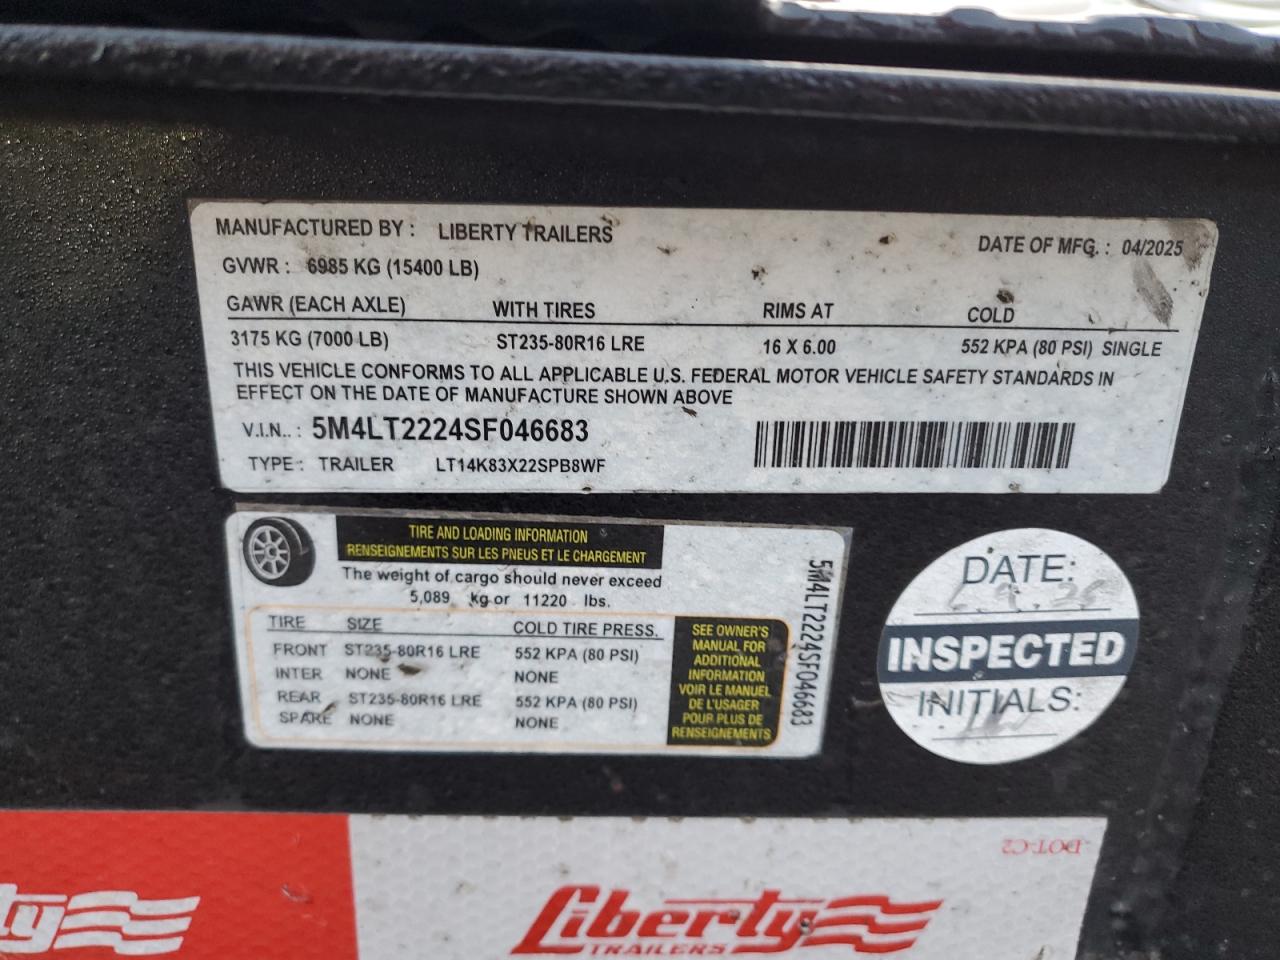 MANUFACTURED BY : LIBERTY TRAILERS DATE OF MFG. : 04/2025
GVWR : 6985 KG (15400 LB)
GAWR (EACH AXLE) WITH TIRES RIMS AT COLD
3175 KG (7000 LB) ST235-80R16 LRE 16 X 6.00 552 KPA (80 PSI) SINGLE
THIS VEHICLE CONFORMS TO ALL APPLICABLE U.S. FEDERAL MOTOR VEHICLE SAFETY STANDARDS IN
EFFECT ON THE DATE OF MANUFACTURE SHOWN ABOVE
V.I.N.. : 5M4LT2224SF046683
TYPE : TRAILER LT14K83X22SPB8WF
TIRE AND LOADING INFORMATION
RENSEIGNEMENTS SUR LES PNEUS ET LE CHARGEMENT
The weight of cargo should never exceed
5,089 kg or 11220 lbs.
TIRE SIZE COLD TIRE PRESS.
FRONT ST235-80R16 LRE 552 KPA (80 PSI)
INTER NONE NONE
REAR ST235-80R16 LRE 552 KPA (80 PSI)
SPARE NONE NONE
SEE OWNER'S
MANUAL FOR
ADDITIONAL
INFORMATION
VOIR LE MANUEL
DE L'USAGER
POUR PLUS DE
RENSEIGNEMENTS
5M4LT2224SF046683
DATE:
INSPECTED
INITIALS:
DOT-C2
ty
Liberty
TRAILERS